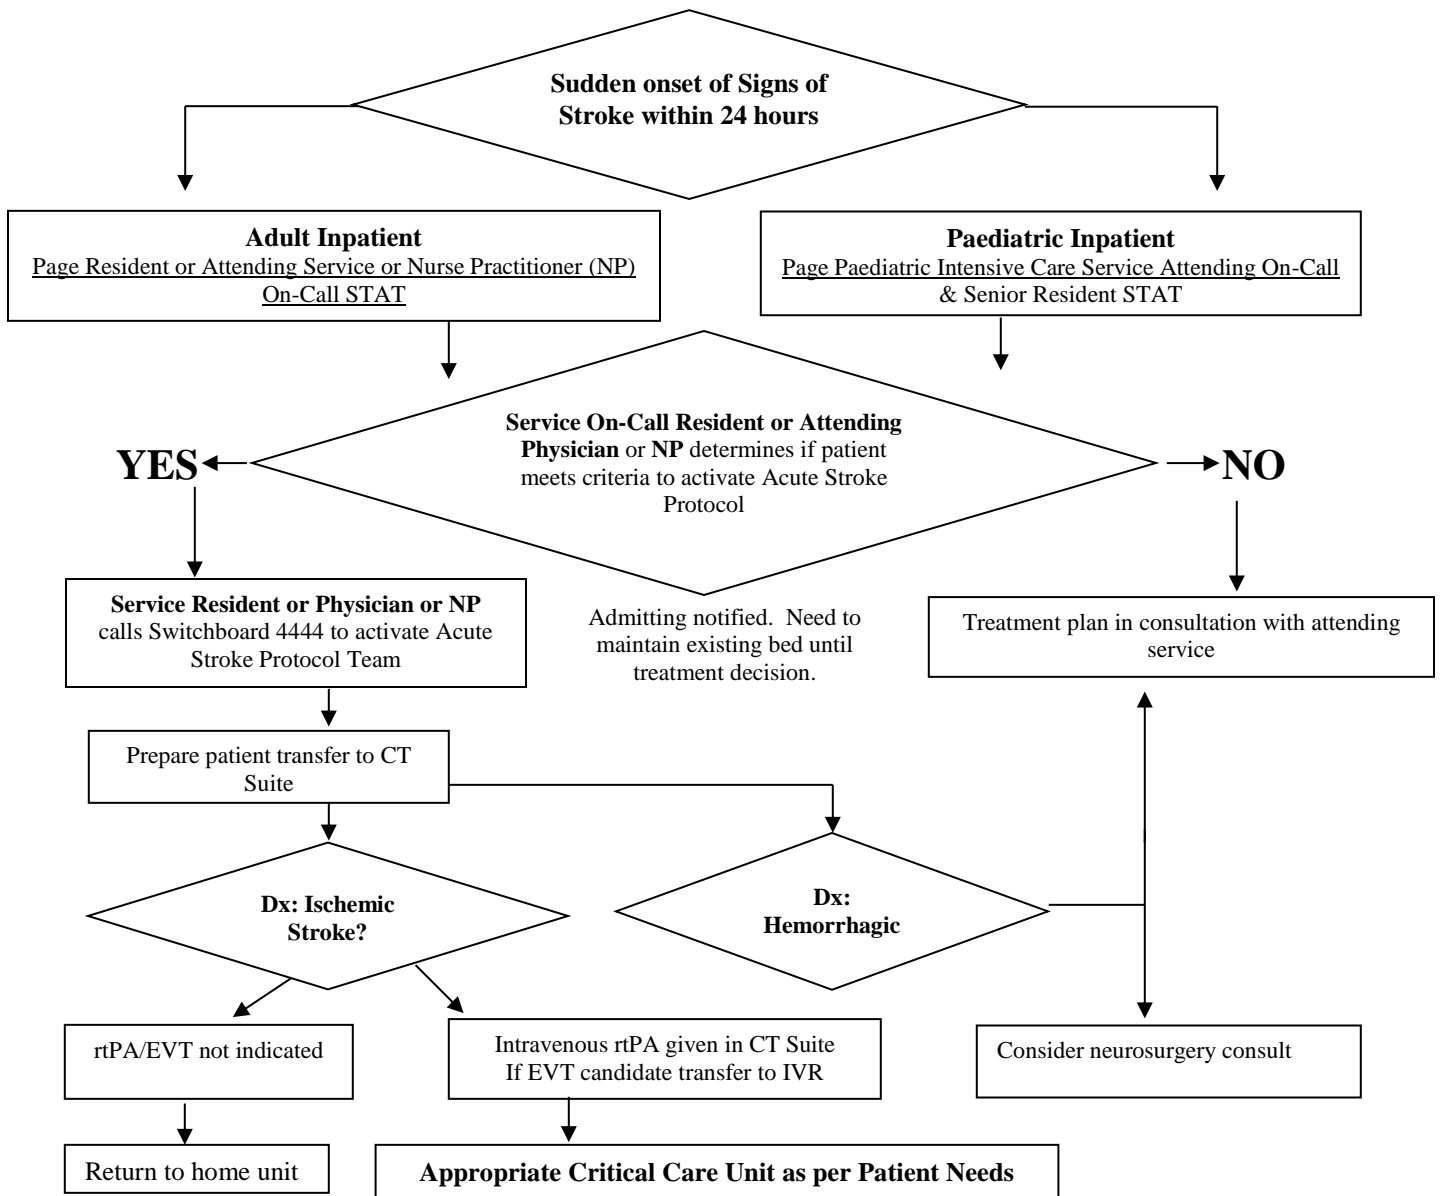 Sudden onset of Signs of
Stroke within 24 hours
Adult Inpatient
Page Resident or Attending Service or Nurse Practitioner (NP)
On-Call STAT
Paediatric Inpatient
Page Paediatric Intensive Care Service Attending On-Call
& Senior Resident STAT
Service On-Call Resident or Attending
Physician or NP determines if patient
meets criteria to activate Acute Stroke
Protocol
YES
NO
Service Resident or Physician or NP
calls Switchboard 4444 to activate Acute
Stroke Protocol Team
Admitting notified.  Need to
maintain existing bed until
treatment decision.
Treatment plan in consultation with attending
service
Prepare patient transfer to CT
Suite
Dx: Ischemic
Stroke?
Dx:
Hemorrhagic
rtPA/EVT not indicated
Intravenous rtPA given in CT Suite
If EVT candidate transfer to IVR
Consider neurosurgery consult
Return to home unit
Appropriate Critical Care Unit as per Patient Needs